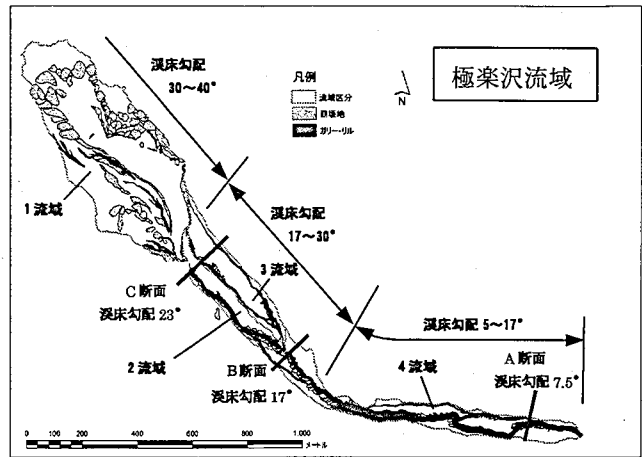 極楽沢流域
渓床勾配
30~40°
凡例
流域区分
崩壊地
ガリー・リル
N
1流域
渓床勾配
17~30°
3流域
C断面
渓床勾配 23°
2流域
B断面
渓床勾配 17°
渓床勾配 5~17°
4流域
A断面
渓床勾配 7.5°
0 100 200 400 600 800 1,000
メートル